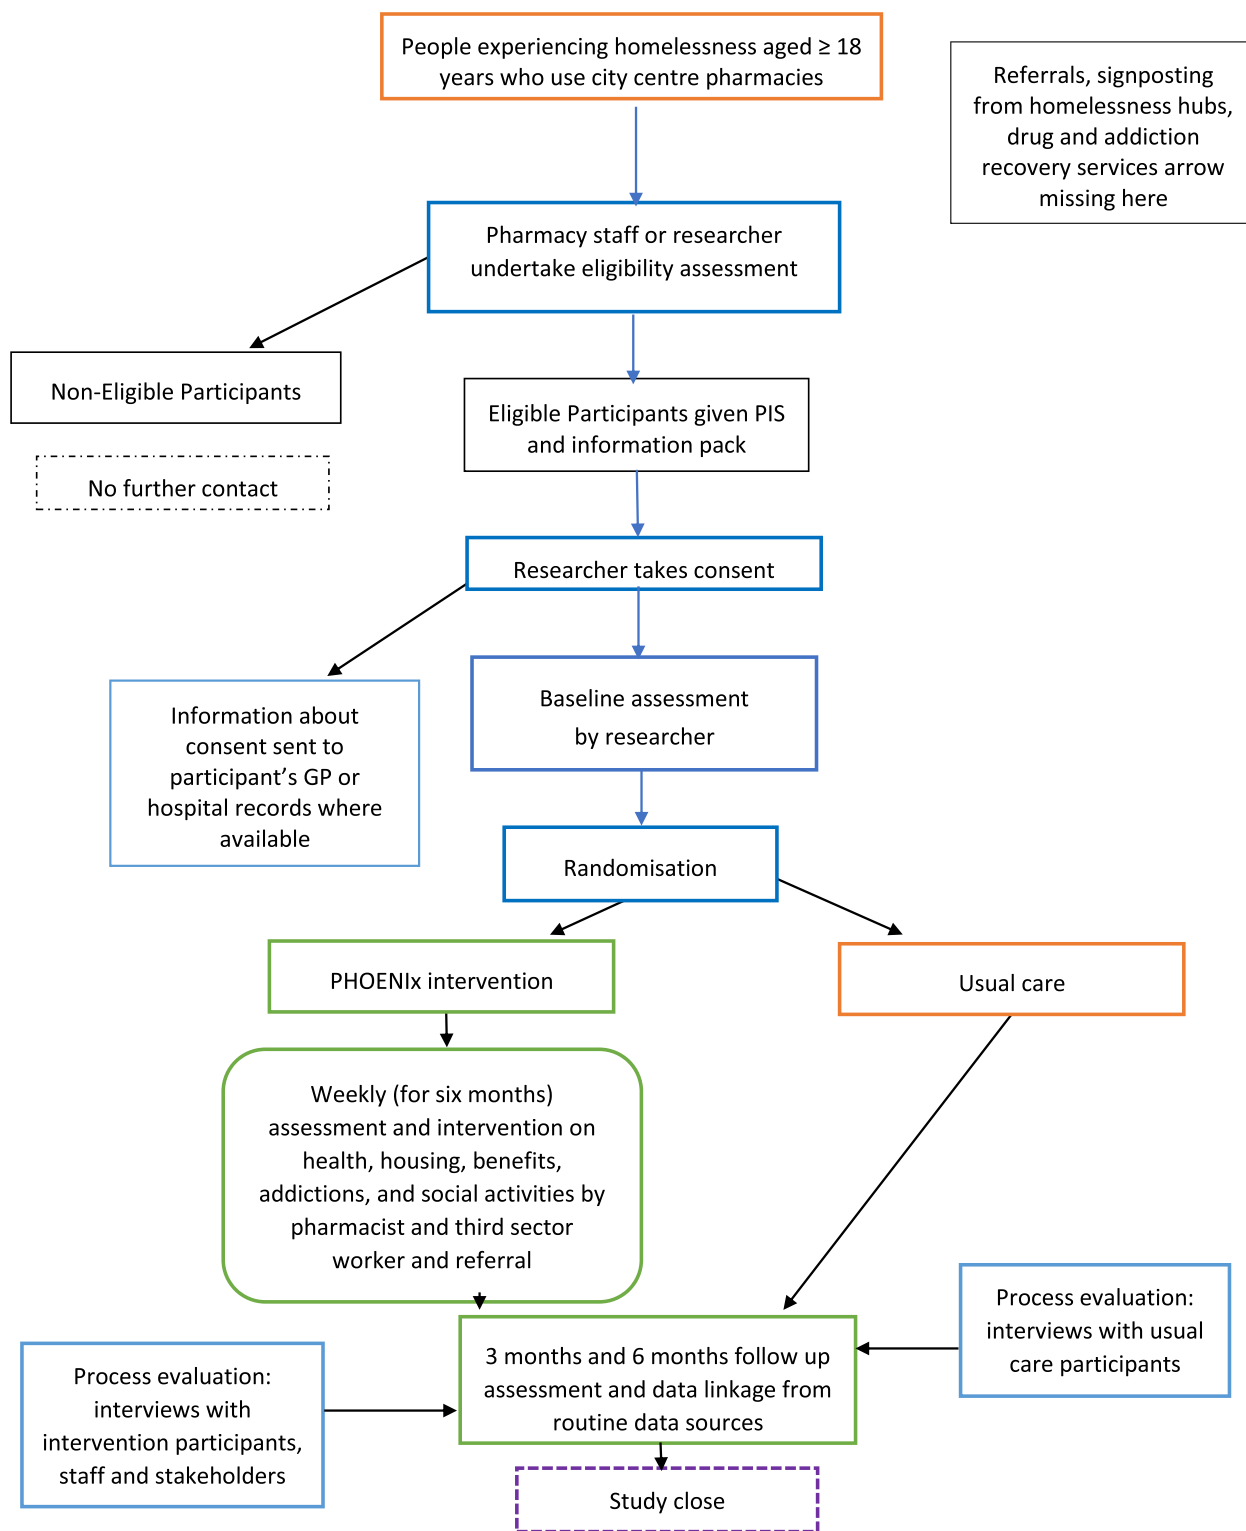 People experiencing homelessness aged ≥ 18
years who use city centre pharmacies
Referrals, signposting
from homelessness hubs,
drug and addiction
recovery services arrow
missing here
Pharmacy staff or researcher
undertake eligibility assessment
Non-Eligible Participants
Eligible Participants given PIS
and information pack
No further contact
Researcher takes consent
Information about
consent sent to
participant’s GP or
hospital records where
available
Baseline assessment
by researcher
Randomisation
PHOENIx intervention
Usual care
Weekly (for six months)
assessment and intervention on
health, housing, benefits,
addictions, and social activities by
pharmacist and third sector
worker and referral
Process evaluation:
interviews with usual
care participants
3 months and 6 months follow up
assessment and data linkage from
routine data sources
Process evaluation:
interviews with
intervention participants,
staff and stakeholders
Study close